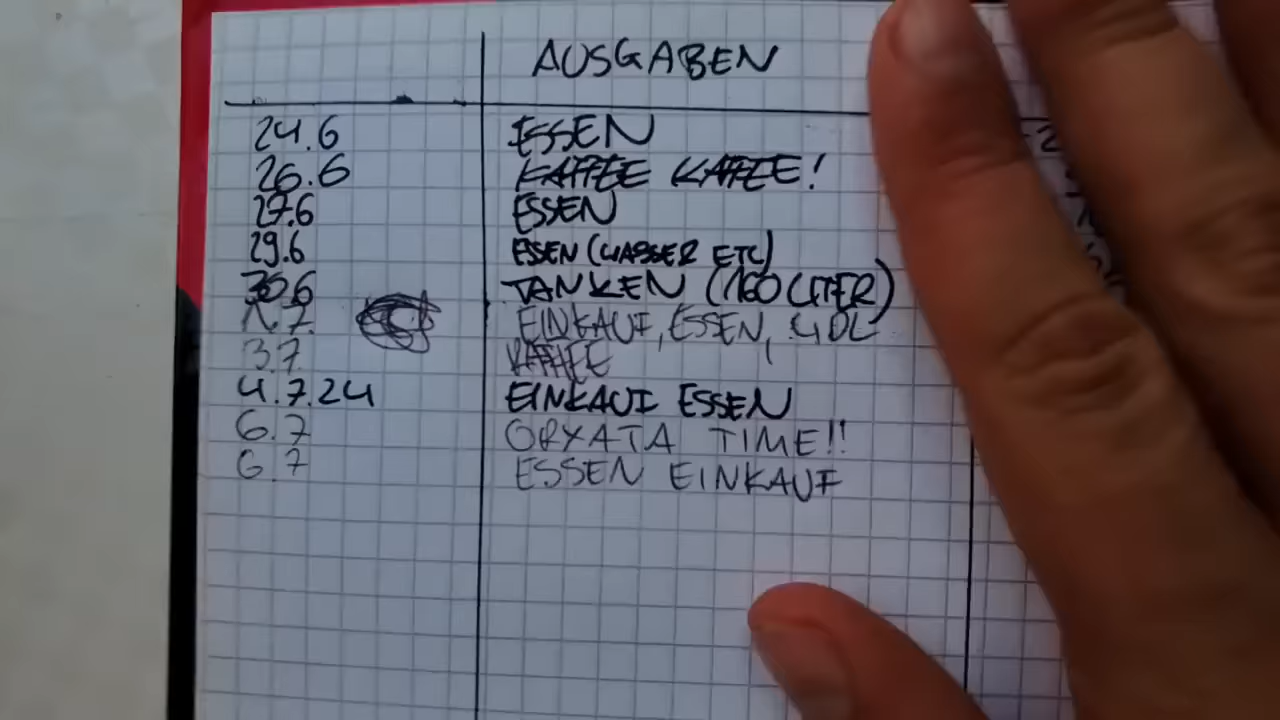 AUSGABEN
24.6 ESSEN
26.6 KAFFEE KAFFEE!
27.6 ESSEN
29.6 ESSEN (WASSER ETC)
30.6 TANKEN (160 LITER)
1.7. EINKAUF, ESSEN,
3.7 KAFFEE
4.7.24 EINKAUF ESSEN
6.7 ORXATA TIME!!
6.7 ESSEN EINKAUF